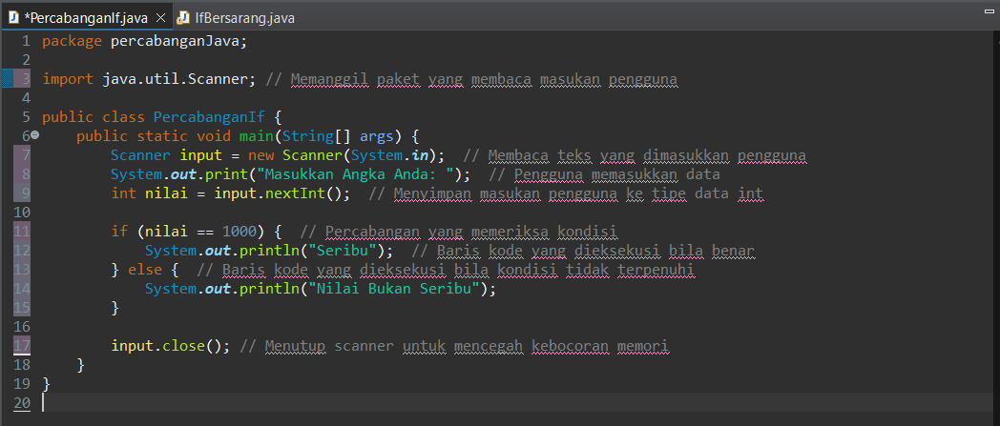 *PercabanganIf.java IfBersarang.java
1 package percabanganJava;
2
3 import java.util.Scanner; // Memanggil paket yang membaca masukan pengguna
4
5 public class PercabanganIf {
6 public static void main(String[] args) {
7 Scanner input = new Scanner(System.in); // Membaca teks yang dimasukkan pengguna
8 System.out.print("Masukkan Angka Anda: "); // Pengguna memasukkan data
9 int nilai = input.nextInt(); // Menyimpan masukan pengguna ke tipe data int
10
11 if (nilai == 1000) { // Percabangan yang memeriksa kondisi
12 System.out.println("Seribu"); // Baris kode yang dieksekusi bila benar
13 } else { // Baris kode yang dieksekusi bila kondisi tidak terpenuhi
14 System.out.println("Nilai Bukan Seribu");
15 }
16
17 input.close(); // Menutup scanner untuk mencegah kebocoran memori
18 }
19 }
20